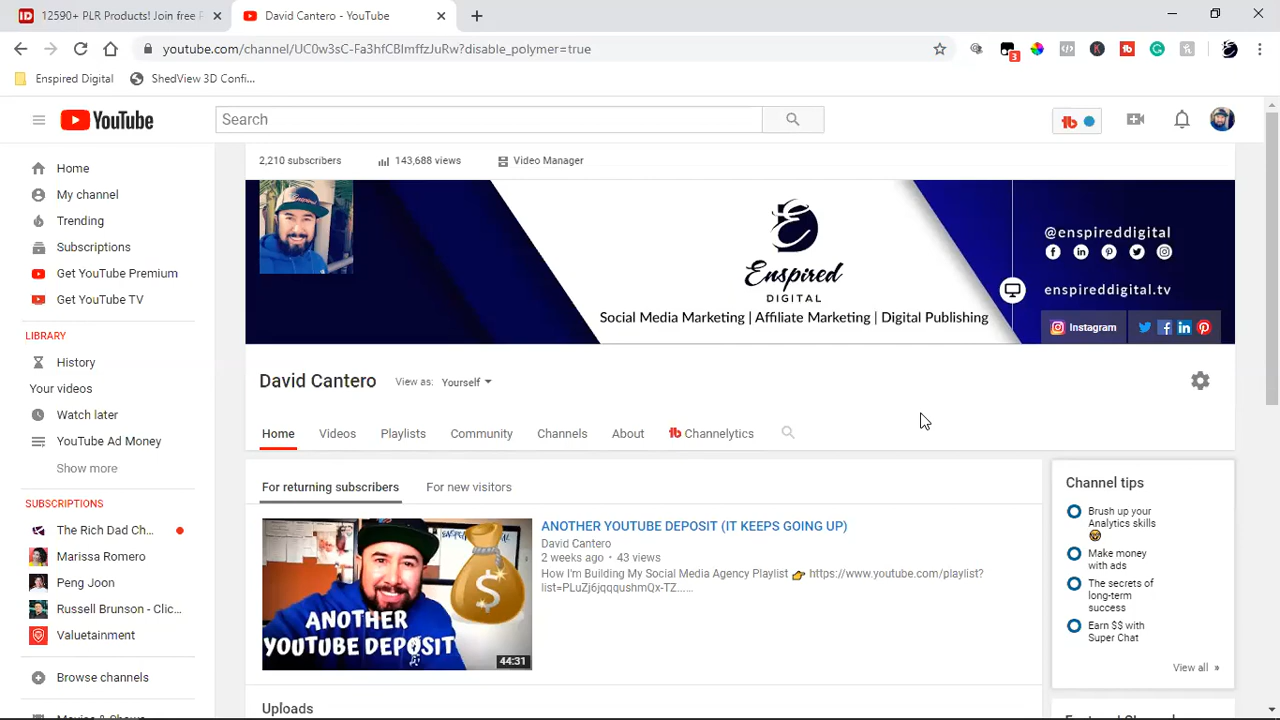 12590+ PLR Products! Join free F
David Cantero - YouTube
youtube.com/channel/UC0w3sC-Fa3hfCBlmffzJuRw?disable_polymer=true
3
Enspired Digital
ShedView 3D Confi...
YouTube
Search
Home
My channel
Trending
Subscriptions
Get YouTube Premium
Get YouTube TV
LIBRARY
History
Your videos
Watch later
YouTube Ad Money
Show more
SUBSCRIPTIONS
The Rich Dad Ch...
Marissa Romero
Peng Joon
Russell Brunson - Clic...
Valuetainment
Browse channels
2,210 subscribers
143,688 views
Video Manager
Enspired
DIGITAL
Social Media Marketing | Affiliate Marketing | Digital Publishing
@enspireddigital
enspireddigital.tv
Instagram
David Cantero
View as: Yourself
Home
Videos
Playlists
Community
Channels
About
Channelytics
For returning subscribers
For new visitors
ANOTHER
YOUTUBE DEPOSIT
$
44:31
ANOTHER YOUTUBE DEPOSIT (IT KEEPS GOING UP)
David Cantero
2 weeks ago • 43 views
How I'm Building My Social Media Agency Playlist 👉 https://www.youtube.com/playlist?
list=PLuZj6jqqqushmQx-TZ......
Uploads
Channel tips
Brush up your
Analytics skills
Make money
with ads
The secrets of
long-term
success
Earn $$ with
Super Chat
View all »